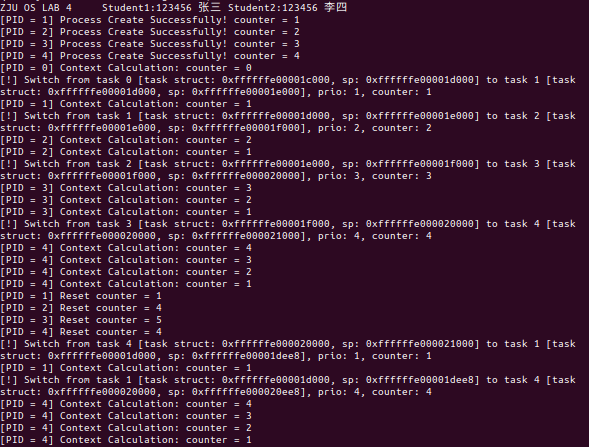 ZJU OS LAB 4     Student1:123456 张三 Student2:123456 李四
[PID = 1] Process Create Successfully! counter = 1
[PID = 2] Process Create Successfully! counter = 2
[PID = 3] Process Create Successfully! counter = 3
[PID = 4] Process Create Successfully! counter = 4
[PID = 0] Context Calculation: counter = 0
[!] Switch from task 0 [task struct: 0xffffffe00001c000, sp: 0xffffffe00001d000] to task 1 [task
struct: 0xffffffe00001d000, sp: 0xffffffe00001e000], prio: 1, counter: 1
[PID = 1] Context Calculation: counter = 1
[!] Switch from task 1 [task struct: 0xffffffe00001d000, sp: 0xffffffe00001e000] to task 2 [task
struct: 0xffffffe00001e000, sp: 0xffffffe00001f000], prio: 2, counter: 2
[PID = 2] Context Calculation: counter = 2
[PID = 2] Context Calculation: counter = 1
[!] Switch from task 2 [task struct: 0xffffffe00001e000, sp: 0xffffffe00001f000] to task 3 [task
struct: 0xffffffe00001f000, sp: 0xffffffe000020000], prio: 3, counter: 3
[PID = 3] Context Calculation: counter = 3
[PID = 3] Context Calculation: counter = 2
[PID = 3] Context Calculation: counter = 1
[!] Switch from task 3 [task struct: 0xffffffe00001f000, sp: 0xffffffe000020000] to task 4 [task
struct: 0xffffffe000020000, sp: 0xffffffe000021000], prio: 4, counter: 4
[PID = 4] Context Calculation: counter = 4
[PID = 4] Context Calculation: counter = 3
[PID = 4] Context Calculation: counter = 2
[PID = 4] Context Calculation: counter = 1
[PID = 1] Reset counter = 1
[PID = 2] Reset counter = 4
[PID = 3] Reset counter = 5
[PID = 4] Reset counter = 4
[!] Switch from task 4 [task struct: 0xffffffe000020000, sp: 0xffffffe000021000] to task 1 [task
struct: 0xffffffe00001d000, sp: 0xffffffe00001dee8], prio: 1, counter: 1
[PID = 1] Context Calculation: counter = 1
[!] Switch from task 1 [task struct: 0xffffffe00001d000, sp: 0xffffffe00001dee8] to task 4 [task
struct: 0xffffffe000020000, sp: 0xffffffe000020ee8], prio: 4, counter: 4
[PID = 4] Context Calculation: counter = 4
[PID = 4] Context Calculation: counter = 3
[PID = 4] Context Calculation: counter = 2
[PID = 4] Context Calculation: counter = 1